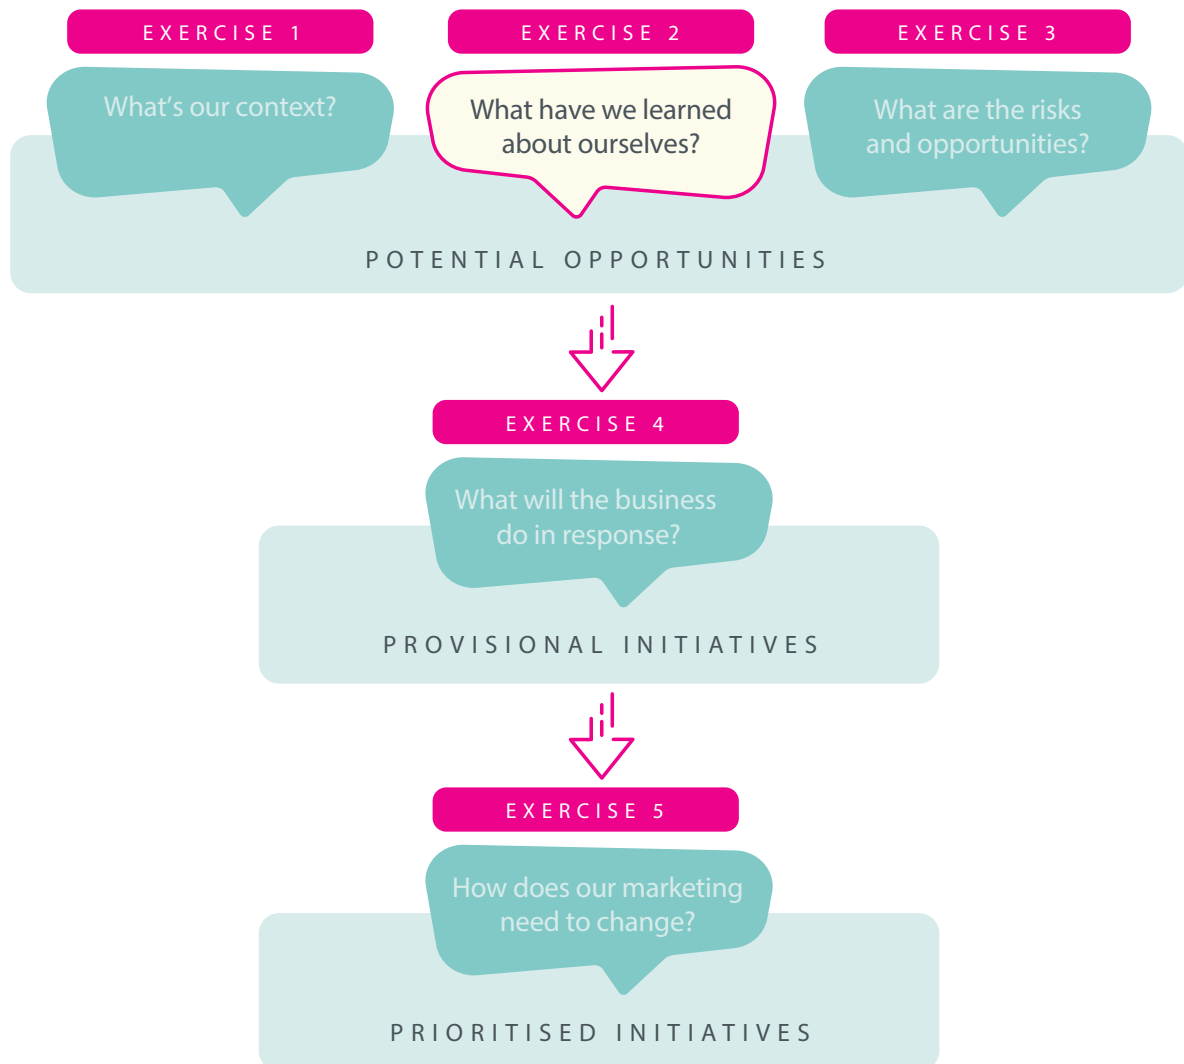 EXERCISE 1
What's our context?
EXERCISE 2
What have we learned
about ourselves?
EXERCISE 3
What are the risks
and opportunities?
POTENTIAL OPPORTUNITIES
EXERCISE 4
What will the business
do in response?
PROVISIONAL INITIATIVES
EXERCISE 5
How does our marketing
need to change?
PRIORITISED INITIATIVES